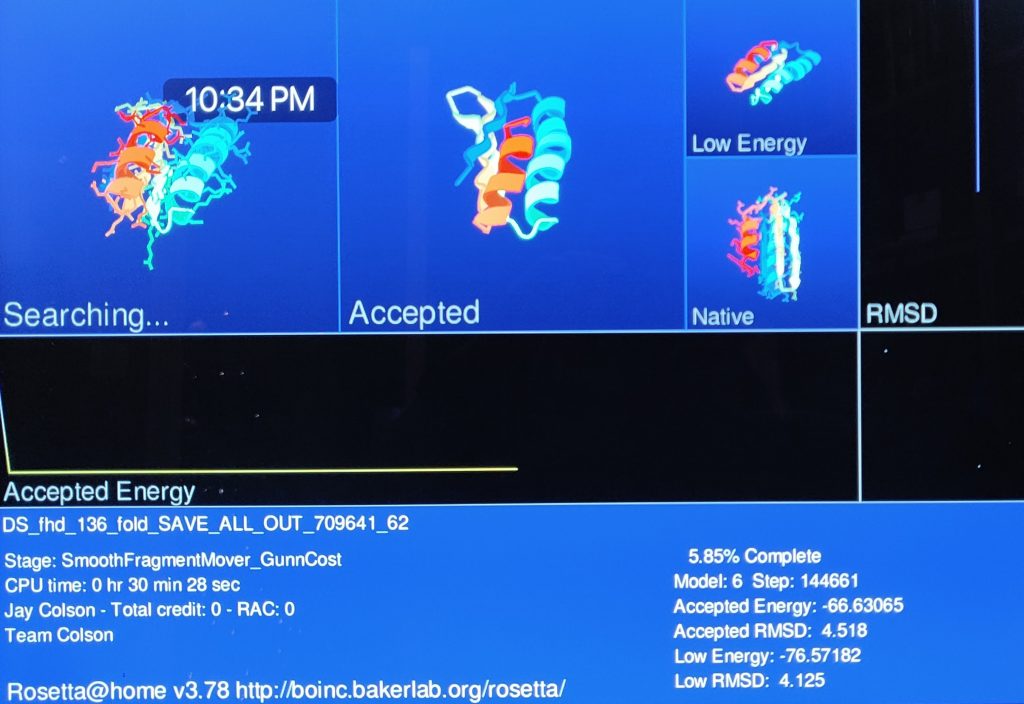 10:34 PM
Searching...
Accepted
Low Energy
Native
RMSD
Accepted Energy
DS_fhd_136_fold_SAVE_ALL_OUT_709641_62
Stage: SmoothFragmentMover_GunnCost
CPU time: 0 hr 30 min 28 sec
Jay Colson - Total credit: 0 - RAC: 0
Team Colson
Rosetta@home v3.78 http://boinc.bakerlab.org/rosetta/
5.85% Complete
Model: 6 Step: 144661
Accepted Energy: -66.63065
Accepted RMSD: 4.518
Low Energy: -76.57182
Low RMSD: 4.125